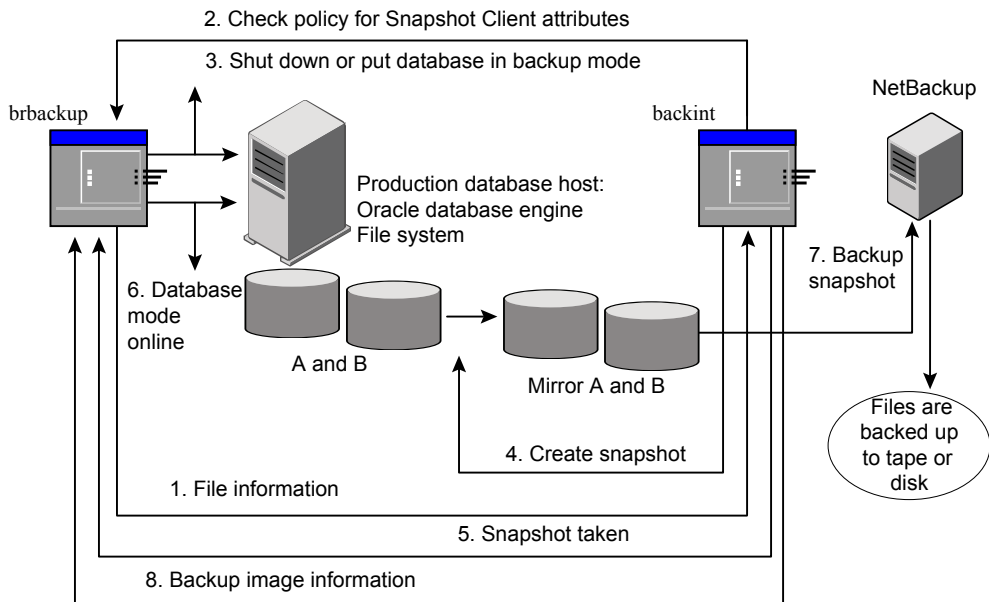 2. Check policy for Snapshot Client attributes
3. Shut down or put database in backup mode
brbackup
backint
NetBackup
Production database host:
Oracle database engine
File system
6. Database
mode
online
7. Backup
snapshot
A and B
Mirror A and B
4. Create snapshot
Files are
backed up
to tape or
disk
1. File information
5. Snapshot taken
8. Backup image information